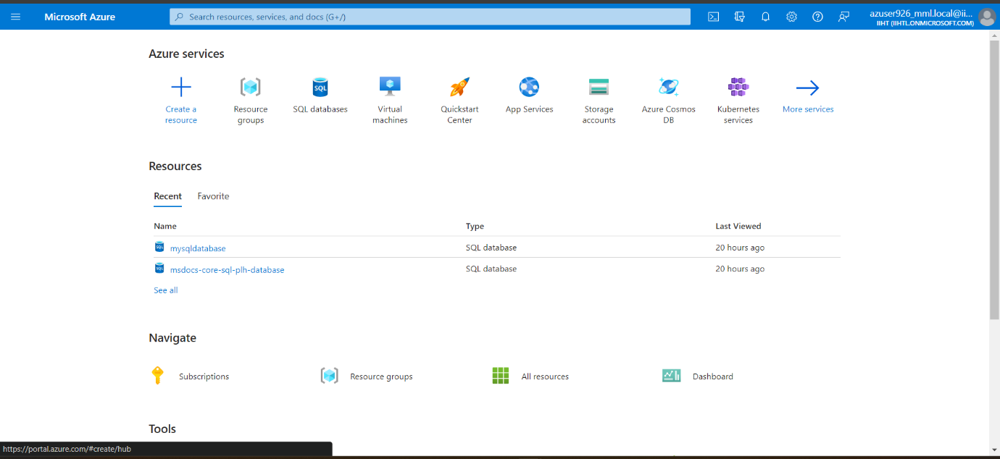 Microsoft Azure
Search resources, services, and docs (G+/)
azuser926_mml.local@ii...
IIHT (IIHTL.ONMICROSOFT.COM)
Azure services
Create a
resource
Resource
groups
SQL
SQL databases
Virtual
machines
Quickstart
Center
App Services
Storage
accounts
Azure Cosmos
DB
Kubernetes
services
More services
Resources
Recent Favorite
Name Type Last Viewed
SQL mysqldatabase SQL database 20 hours ago
SQL msdocs-core-sql-plh-database SQL database 20 hours ago
See all
Navigate
Subscriptions Resource groups All resources Dashboard
Tools
https://portal.azure.com/#create/hub